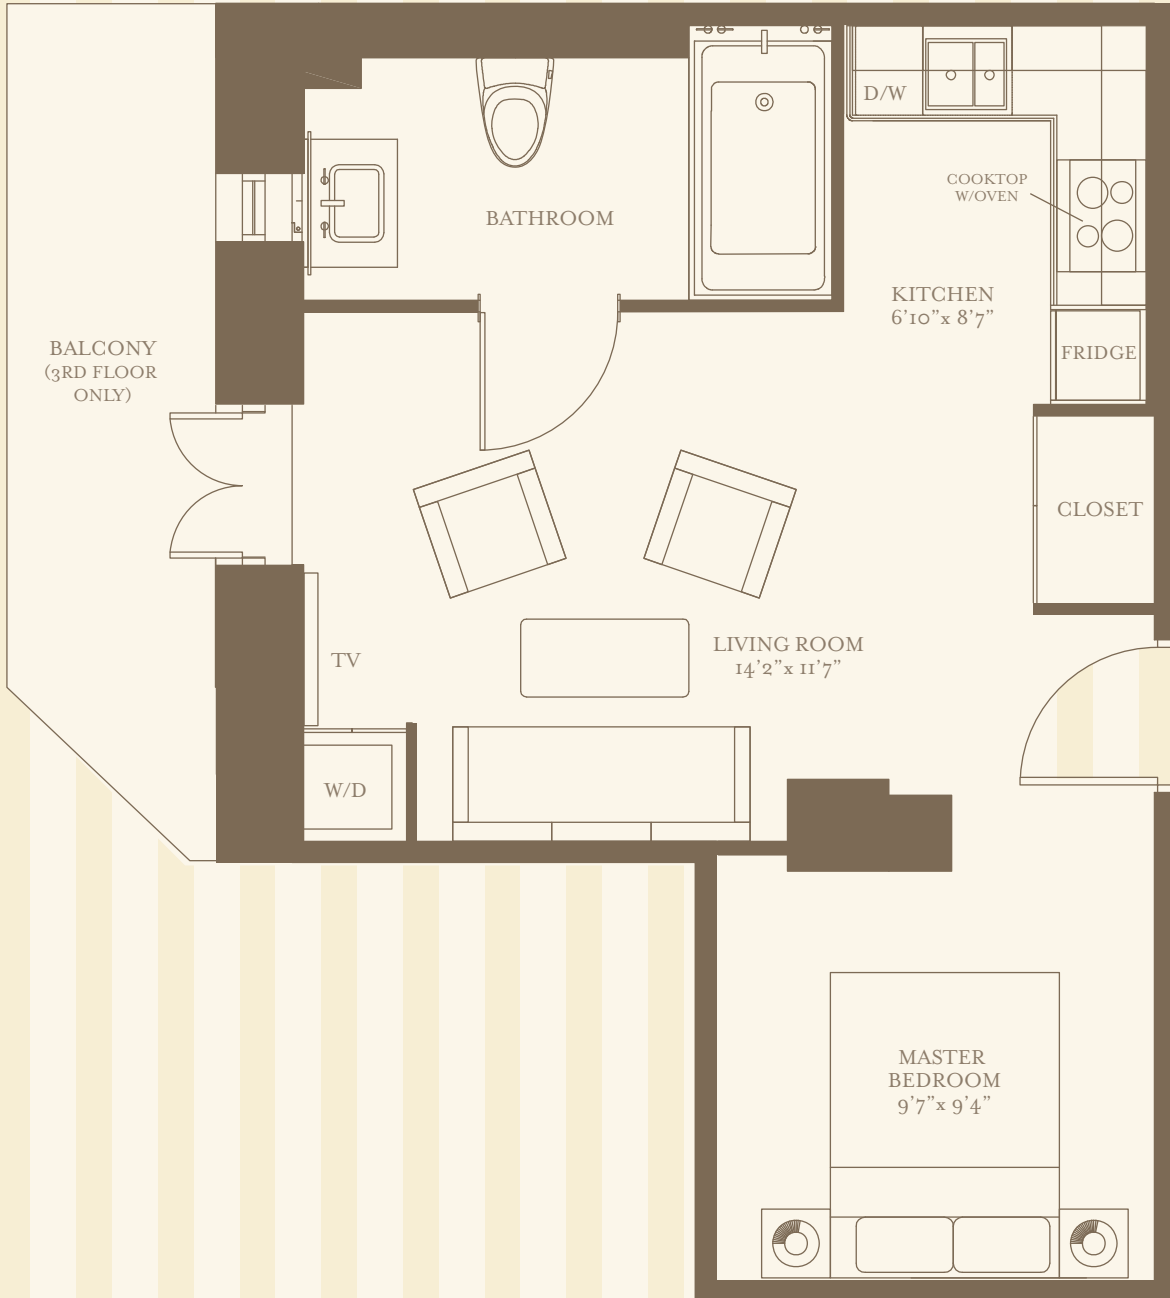 D/W
COOKTOP
W/OVEN
BATHROOM
KITCHEN
6'10"x 8'7"
BALCONY
(3RD FLOOR
ONLY)
FRIDGE
CLOSET
LIVING ROOM
14'2"x 11'7"
TV
W/D
MASTER
BEDROOM
9'7"x 9'4"